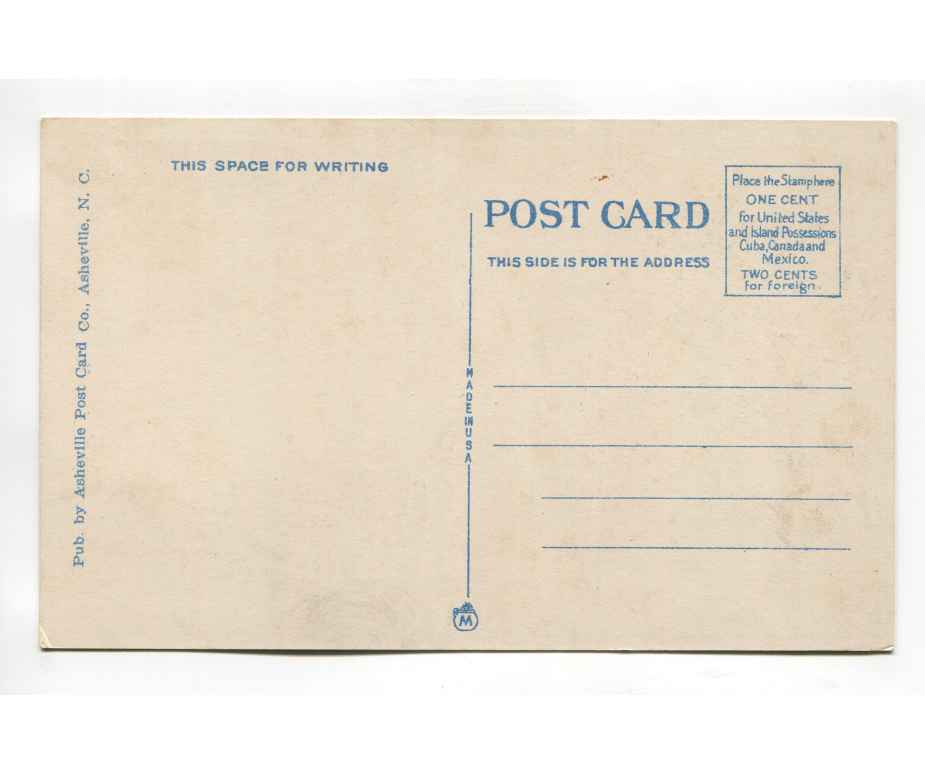 THIS SPACE FOR WRITING
Pub. by Asheville Post Card Co., Asheville, N. C.
POST CARD
THIS SIDE IS FOR THE ADDRESS
Place the Stamp here
ONE CENT
for United States
and Island Possessions
Cuba, Canada and
Mexico.
TWO CENTS
for foreign.
MADE IN USA
M